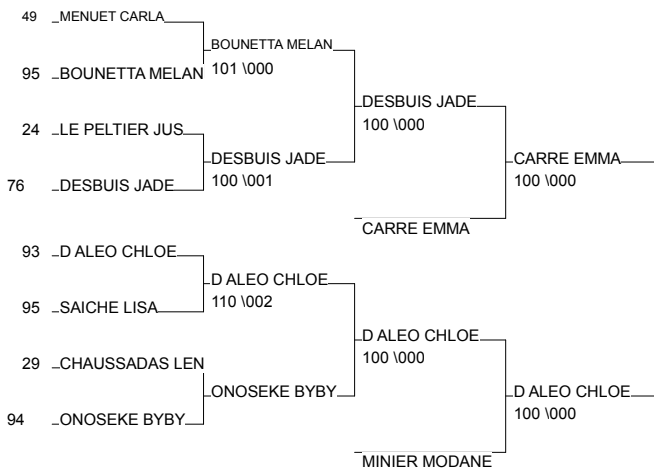 49 MENUET CARLA
BOUNETTA MELAN
95 BOUNETTA MELAN 101 \000
DESBUIS JADE
100 \000
24 LE PELTIER JUS
DESBUIS JADE
100 \001
CARRE EMMA
100 \000
76 DESBUIS JADE
CARRE EMMA
93 D ALEO CHLOE
D ALEO CHLOE
110 \002
95 SAICHE LISA
D ALEO CHLOE
100 \000
29 CHAUSSADAS LEN
ONOSEKE BYBY
D ALEO CHLOE
100 \000
94 ONOSEKE BYBY
MINIER MODANE